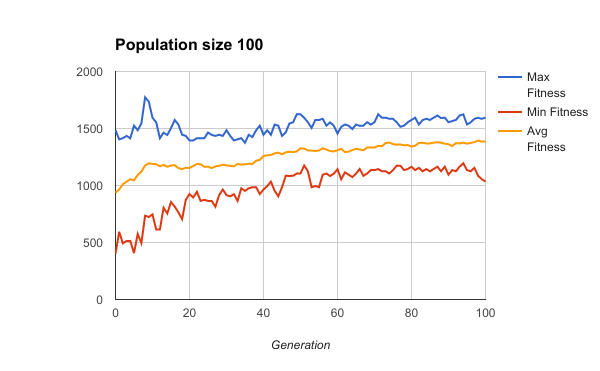 Population size 100
2000
1500
1000
500
0
0 20 40 60 80 100
Generation
Max
Fitness
Min Fitness
Avg
Fitness